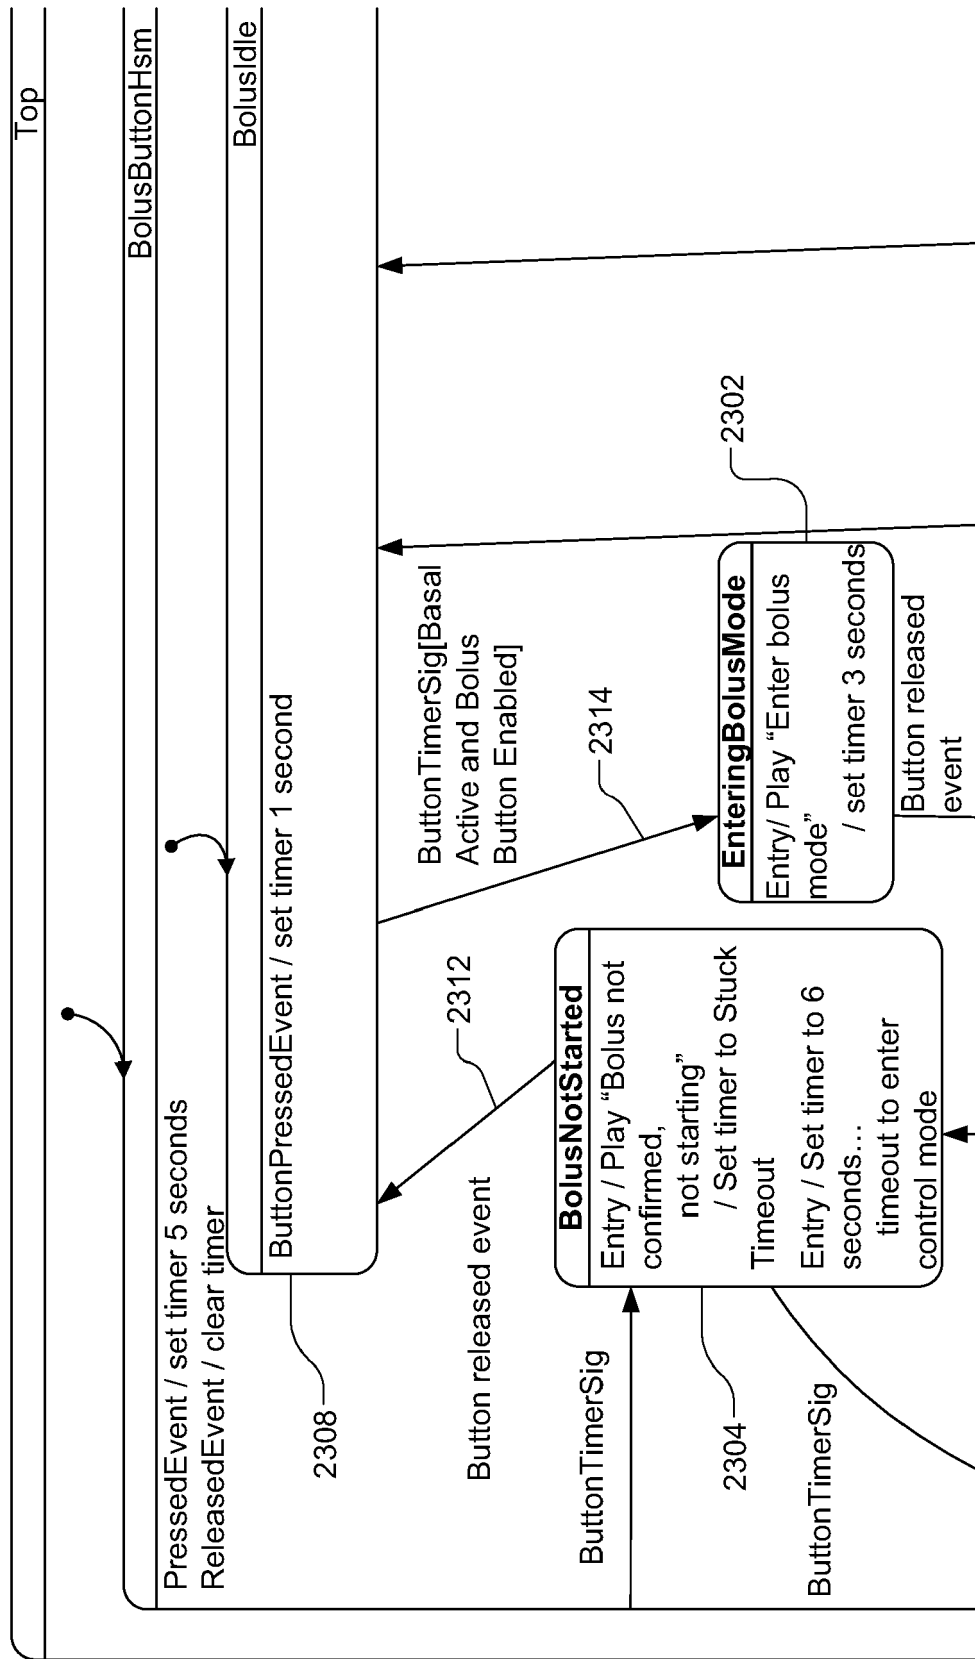 Top
BolusButtonHsm
PressedEvent / set timer 5 seconds
ReleasedEvent / clear timer
BolusIdle
ButtonPressedEvent / set timer 1 second
2308
Button released event
2312
ButtonTimerSig[Basal
Active and Bolus
Button Enabled]
2314
2302
ButtonTimerSig
BolusNotStarted
Entry / Play “Bolus not
confirmed,
not starting”
/ Set timer to Stuck
Timeout
Entry / Set timer to 6
seconds...
timeout to enter
control mode
2304
ButtonTimerSig
EnteringBolusMode
Entry/ Play “Enter bolus
mode”
/ set timer 3 seconds
Button released
event